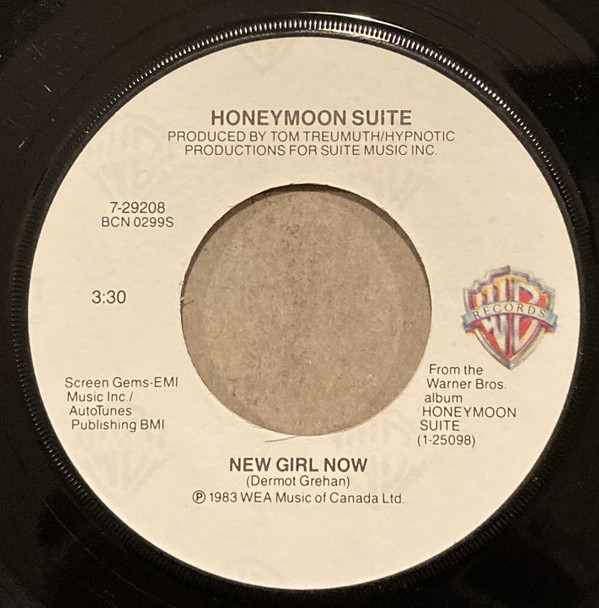 HONEYMOON SUITE
PRODUCED BY TOM TREUMUTH/HYPNOTIC
PRODUCTIONS FOR SUITE MUSIC INC.
7-29208
BCN 0299S
3:30
WB
RECORDS
Screen Gems-EMI
Music Inc./
AutoTunes
Publishing BMI
From the
Warner Bros.
album
HONEYMOON
SUITE
(1-25098)
NEW GIRL NOW
(Dermot Grehan)
℗ 1983 WEA Music of Canada Ltd.